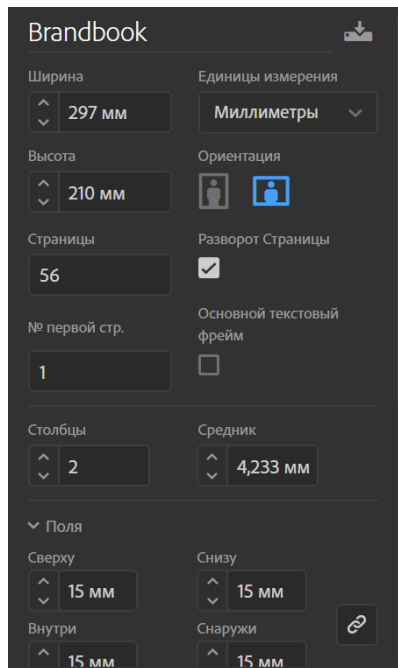 Brandbook
Ширина
Единицы измерения
297 мм
Миллиметры
Высота
Ориентация
210 мм
Страницы
Разворот Страницы
56
№ первой стр.
Основной текстовый
фрейм
1
Столбцы
Средник
2
4,233 мм
Поля
Сверху
Снизу
15 мм
15 мм
Внутри
Снаружи
15 мм
15 мм